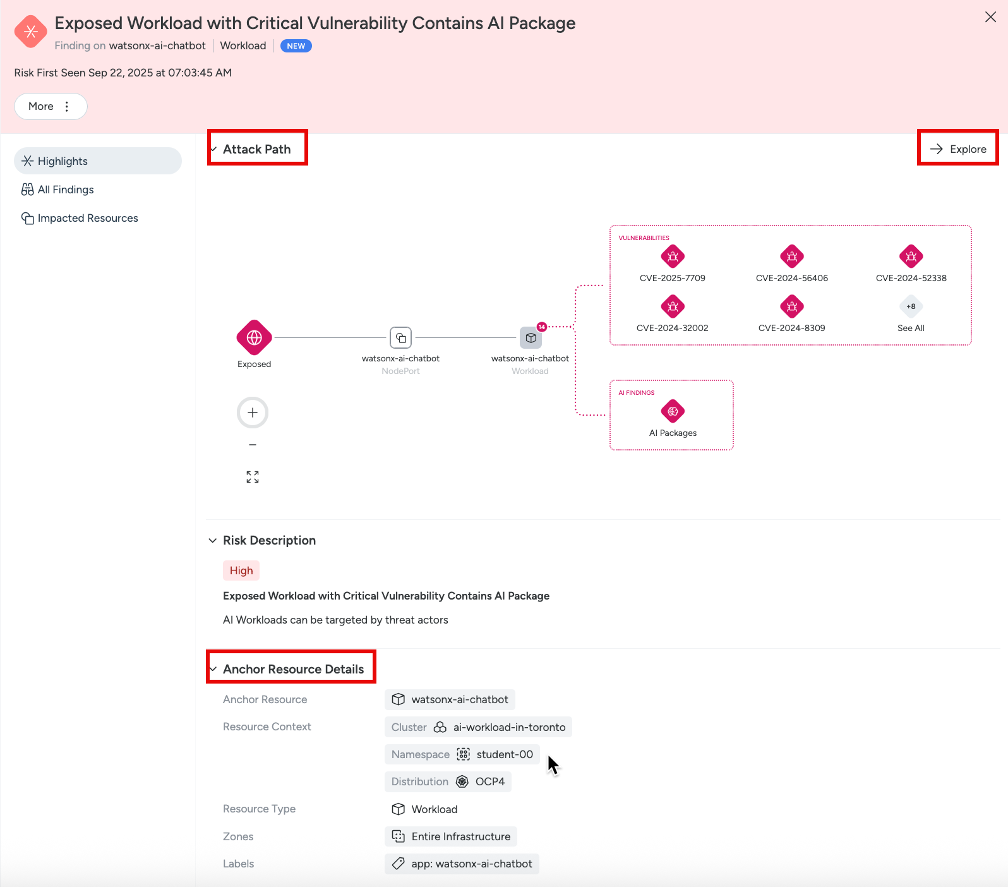 Exposed Workload with Critical Vulnerability Contains AI Package
Finding on watsonx-ai-chatbot Workload NEW
Risk First Seen Sep 22, 2025 at 07:03:45 AM
More
Highlights
All Findings
Impacted Resources
Attack Path
Explore
VULNERABILITIES
CVE-2025-7709 CVE-2024-56406 CVE-2024-52338
+8
CVE-2024-32002 CVE-2024-8309 See All
14
Exposed
watsonx-ai-chatbot
NodePort
watsonx-ai-chatbot
Workload
AI FINDINGS
AI Packages
Risk Description
High
Exposed Workload with Critical Vulnerability Contains AI Package
AI Workloads can be targeted by threat actors
Anchor Resource Details
Anchor Resource watsonx-ai-chatbot
Resource Context Cluster ai-workload-in-toronto
Namespace student-00
Distribution OCP4
Resource Type Workload
Zones Entire Infrastructure
Labels app: watsonx-ai-chatbot